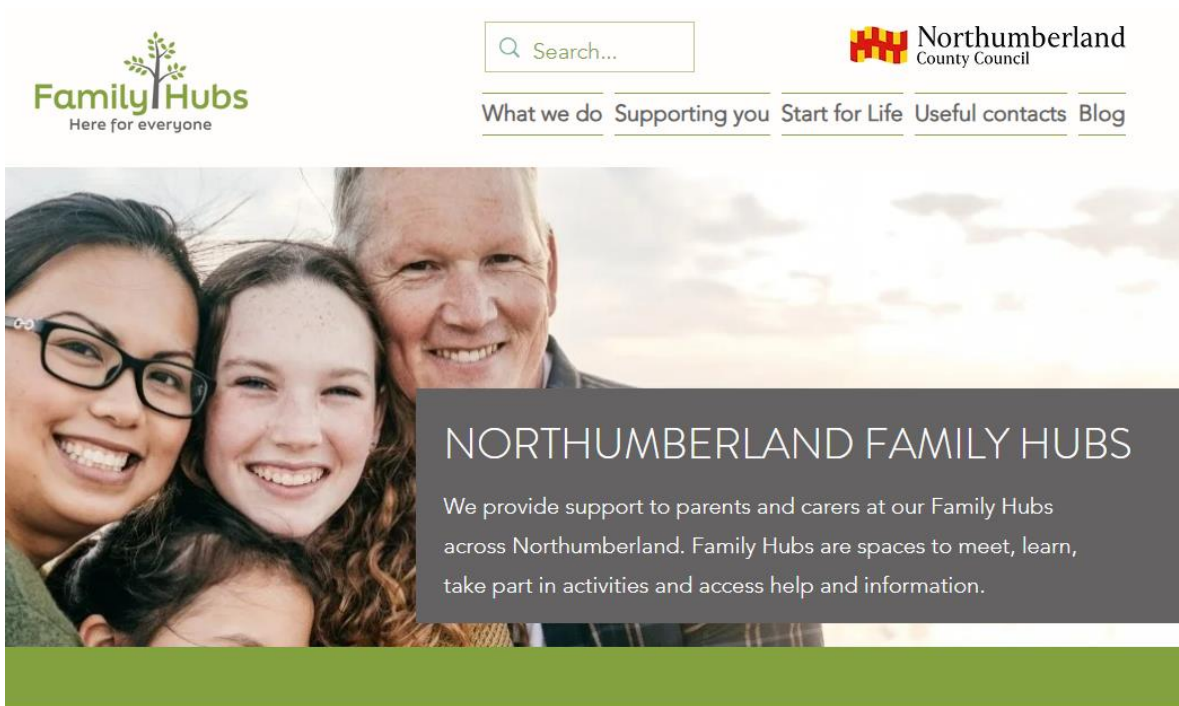 Family Hubs
Here for everyone
Search...
Northumberland
County Council
What we do Supporting you Start for Life Useful contacts Blog
NORTHUMBERLAND FAMILY HUBS
We provide support to parents and carers at our Family Hubs
across Northumberland. Family Hubs are spaces to meet, learn,
take part in activities and access help and information.